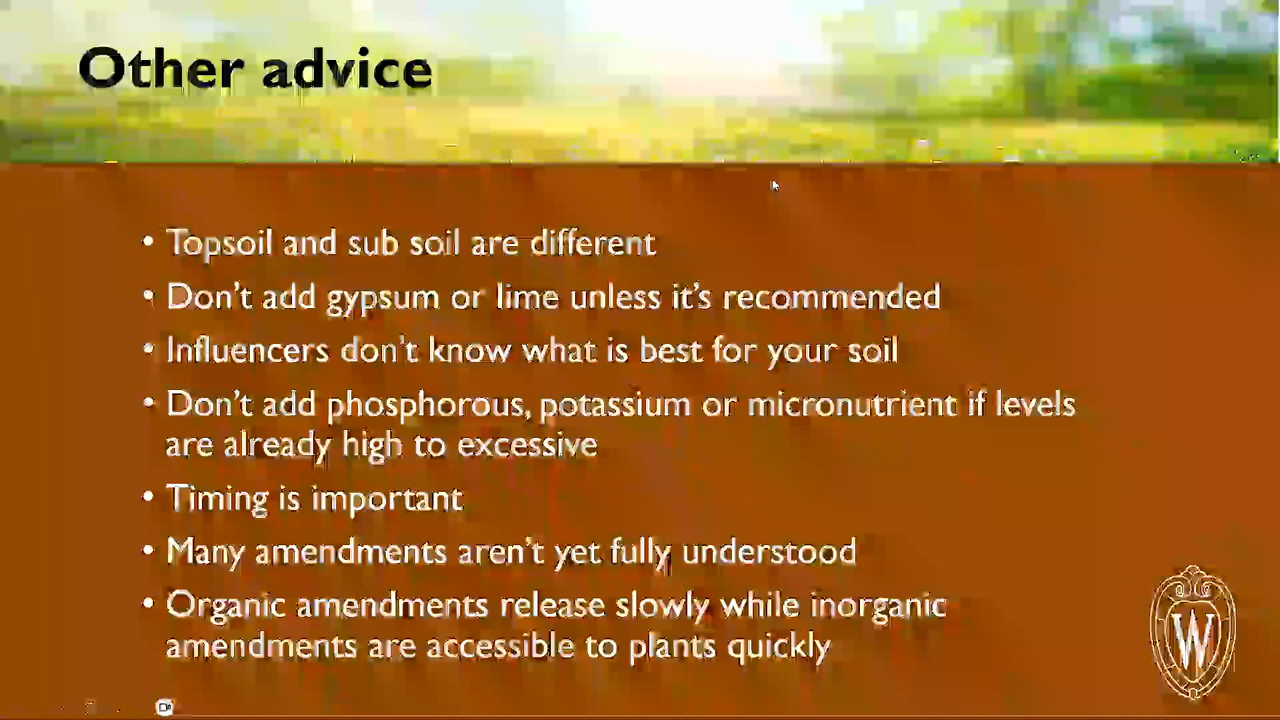 Other advice
• Topsoil and sub soil are different
• Don't add gypsum or lime unless it's recommended
• Influencers don't know what is best for your soil
• Don't add phosphorous, potassium or micronutrient if levels
are already high to excessive
• Timing is important
• Many amendments aren't yet fully understood
• Organic amendments release slowly while inorganic
amendments are accessible to plants quickly
W